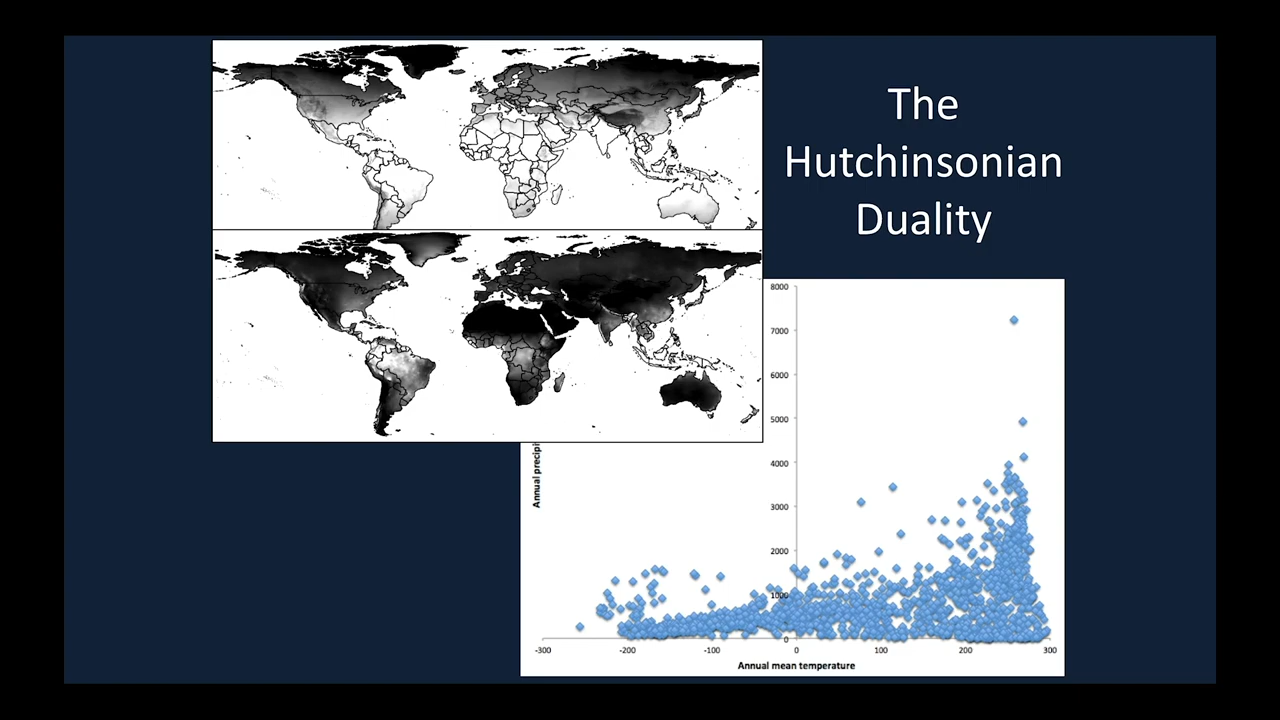 The
Hutchinsonian
Duality
8000
7000
6000
5000
4000
3000
2000
1000
0
Annual precipi
-300 -200 -100 0 100 200 300
Annual mean temperature